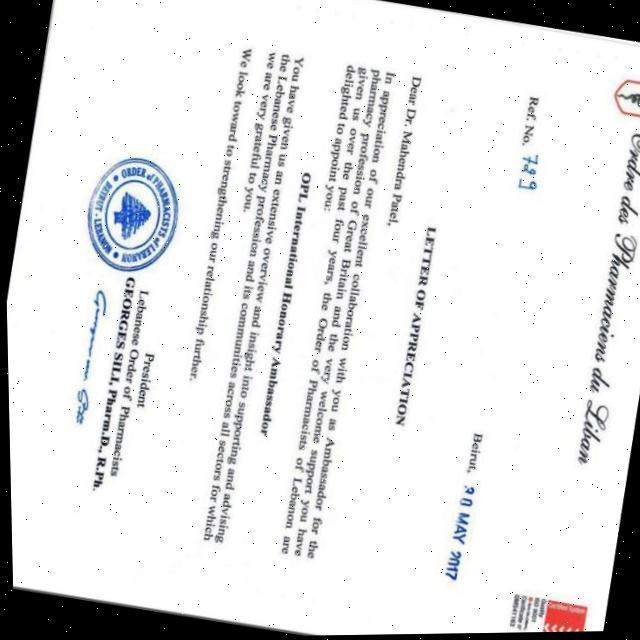 Ordre des Pharmaciens du Liban
Ref. No. 729
Beirut, 30 MAY 2017
LETTER OF APPRECIATION
Dear Dr. Mahendra Patel,
In appreciation of our excellent collaboration with you as Ambassador for the
pharmacy profession of Great Britain and the very welcome support you have
given us over the past four years, the Order of Pharmacists of Lebanon are
delighted to appoint you:
OPL International Honorary Ambassador
You have given us an extensive overview and insight into supporting and advising
the Lebanese Pharmacy profession and its communities across all sectors for which
we are very grateful to you.
We look toward to strengthening our relationship further.
President
Lebanese Order of Pharmacists
GEORGES SILI, Pharm.D., R.Ph.
ORDER of PHARMACISTS of LEBANON